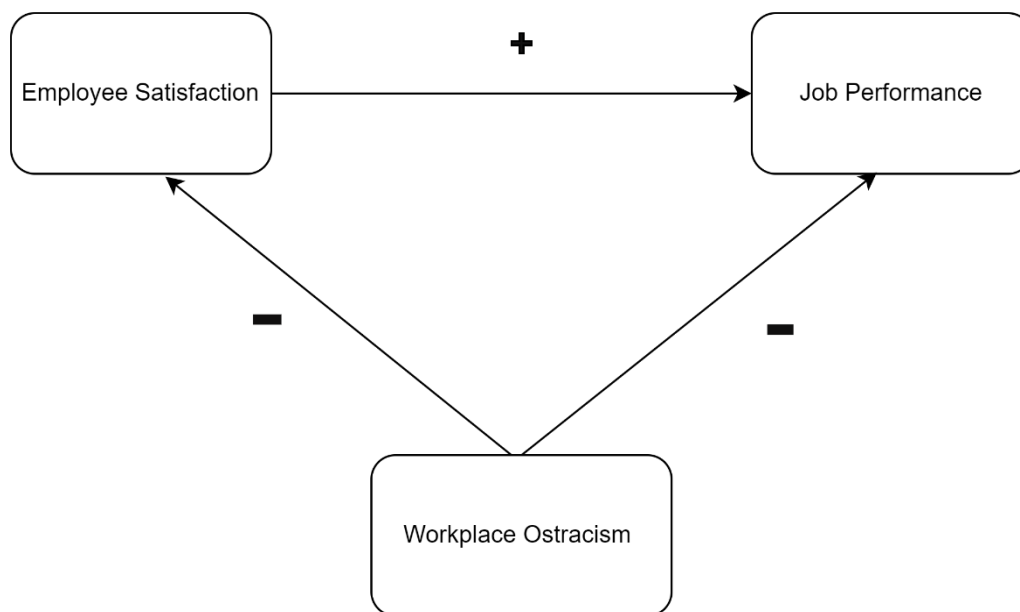 +
Employee Satisfaction
Job Performance
-
-
Workplace Ostracism